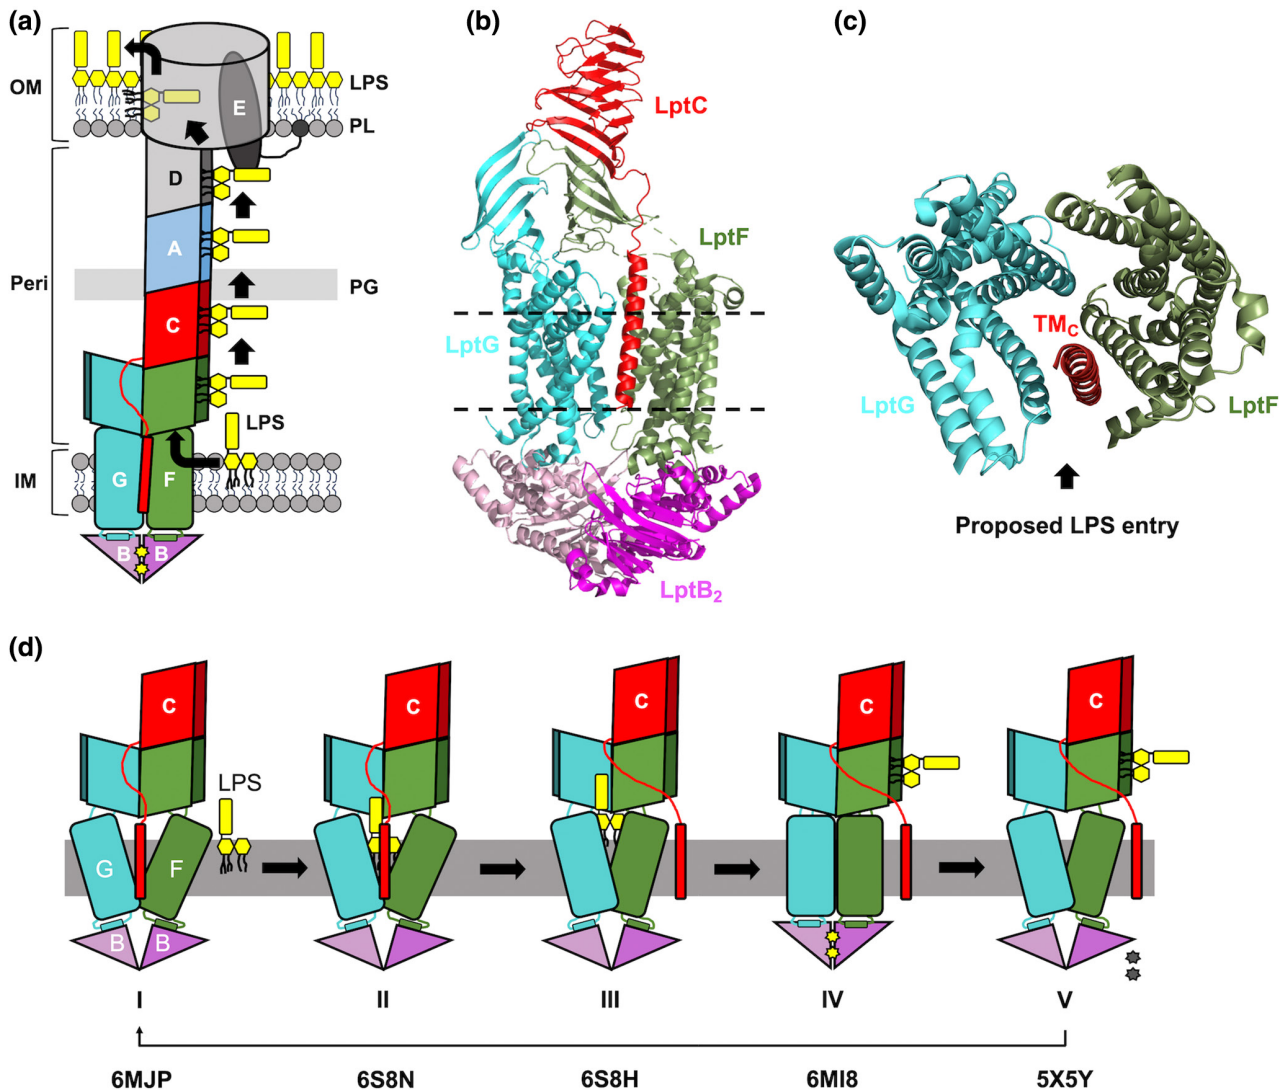 (a)
OM
E
LPS
PL
D
A
Peri
PG
C
LPS
IM
G
F
B
B
(b)
LptC
LptF
LptG
LptB₂
(c)
TM_C
LptG
LptF
Proposed LPS entry
(d)
C
C
C
C
C
LPS
G
F
B
B
I
II
III
IV
V
6MJP
6S8N
6S8H
6MI8
5X5Y